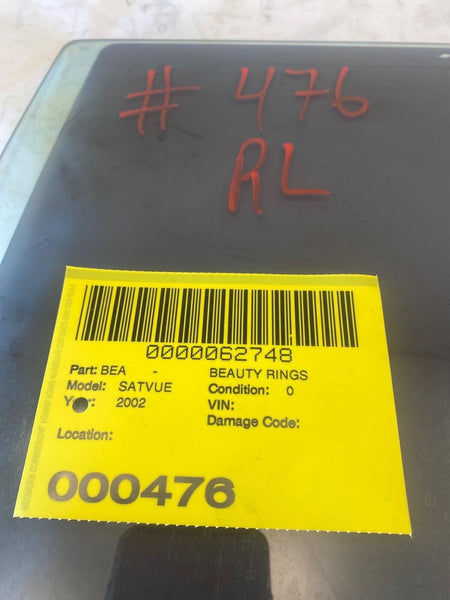 # 476
RL
0000062748
Part: BEA - BEAUTY RINGS
Model: SATVUE Condition: 0
Year: 2002 VIN:
Damage Code:
Location:
000476